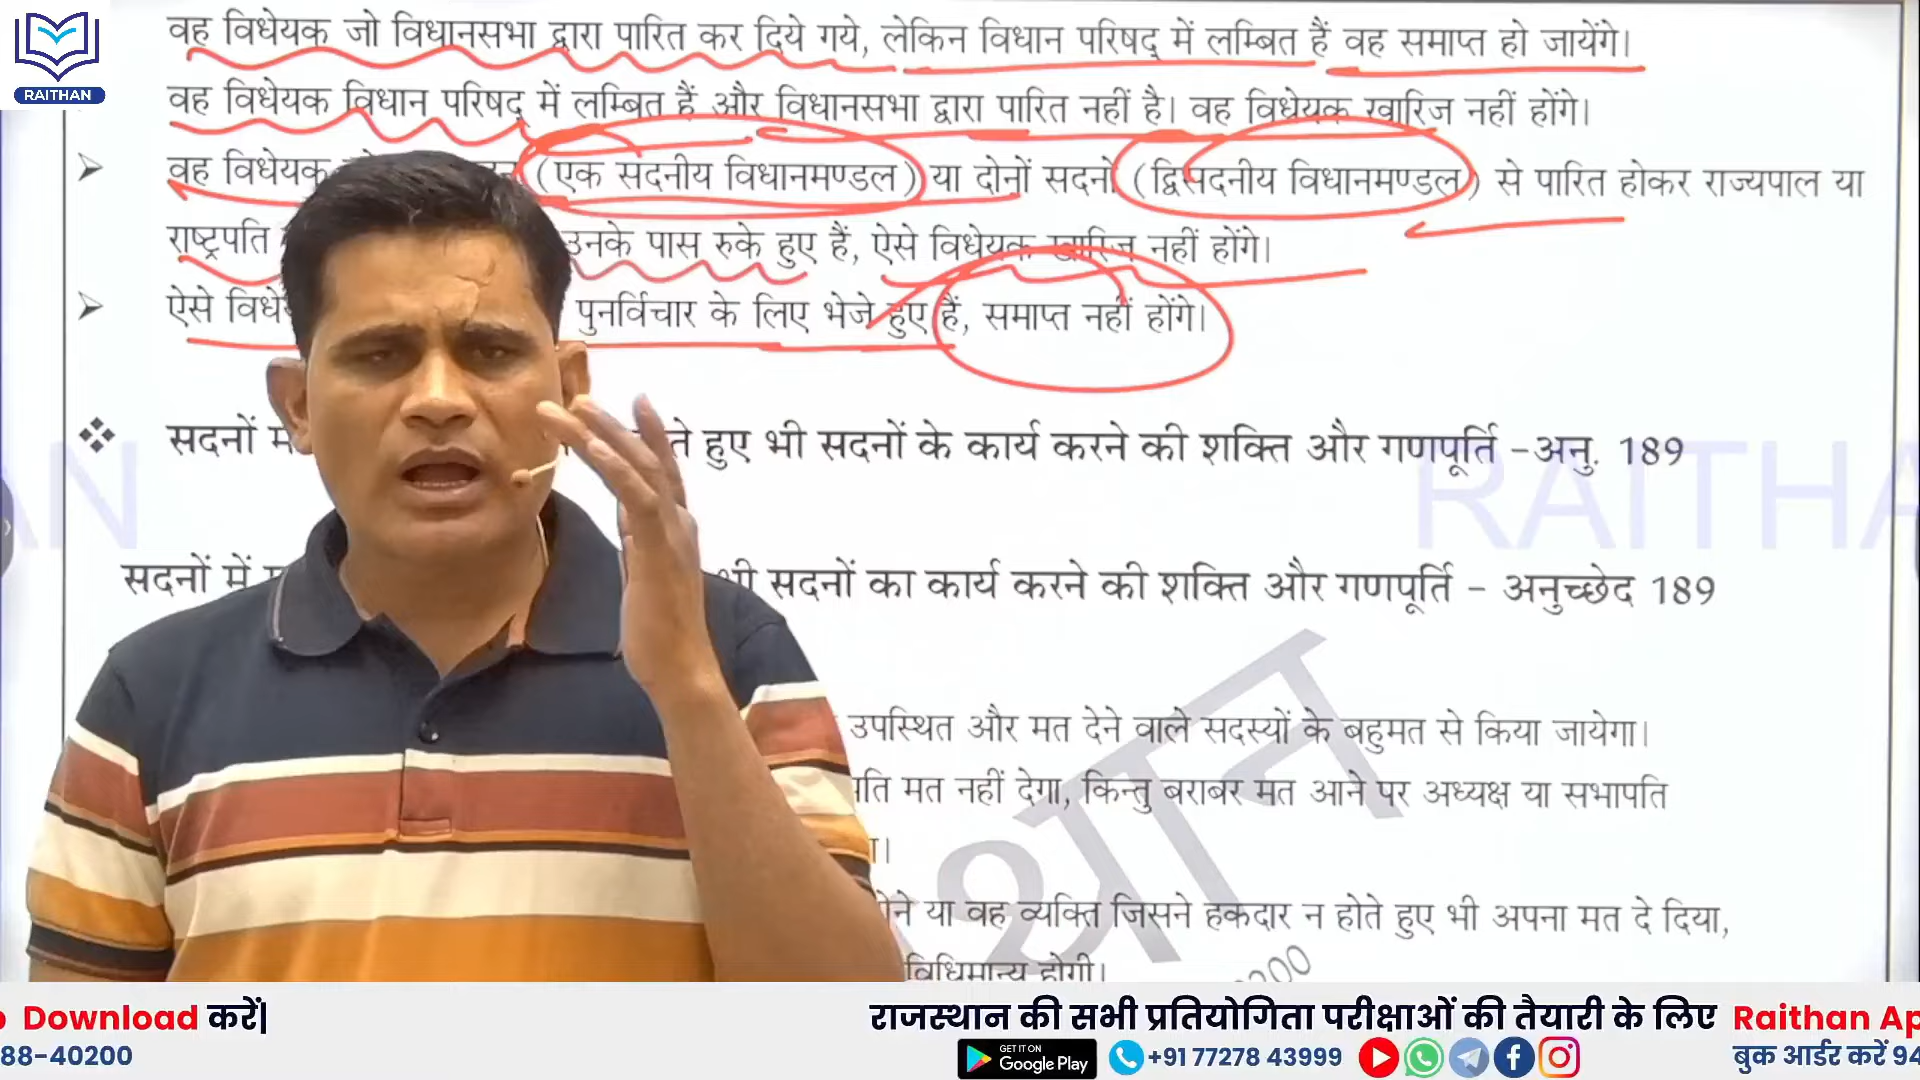 RAITHAN
वह विधेयक जो विधानसभा द्वारा पारित कर दिये गये, लेकिन विधान परिषद् में लम्बित हैं वह समाप्त हो जायेंगे।
वह विधेयक विधान परिषद् में लम्बित हैं और विधानसभा द्वारा पारित नहीं है। वह विधेयक खारिज नहीं होंगे।
वह विधेयक (एक सदनीय विधानमण्डल) या दोनों सदनों (द्विसदनीय विधानमण्डल) से पारित होकर राज्यपाल या
राष्ट्रपति उनके पास रुके हुए हैं, ऐसे विधेयक खारिज नहीं होंगे।
ऐसे पुनर्विचार के लिए भेजे हुए हैं, समाप्त नहीं होंगे।
सदनों हुए भी सदनों के कार्य करने की शक्ति और गणपूर्ति -अनु. 189
सदनों में भी सदनों का कार्य करने की शक्ति और गणपूर्ति - अनुच्छेद 189
उपस्थित और मत देने वाले सदस्यों के बहुमत से किया जायेगा।
मत नहीं देगा, किन्तु बराबर मत आने पर अध्यक्ष या सभापति
या वह व्यक्ति जिसने हकदार न होते हुए भी अपना मत दे दिया,
विधिमान्य होगी।
Download करें|
राजस्थान की सभी प्रतियोगिता परीक्षाओं की तैयारी के लिए Raithan Ap
88-40200
GET IT ON
Google Play
+91 77278 43999
बुक आर्डर करें 94